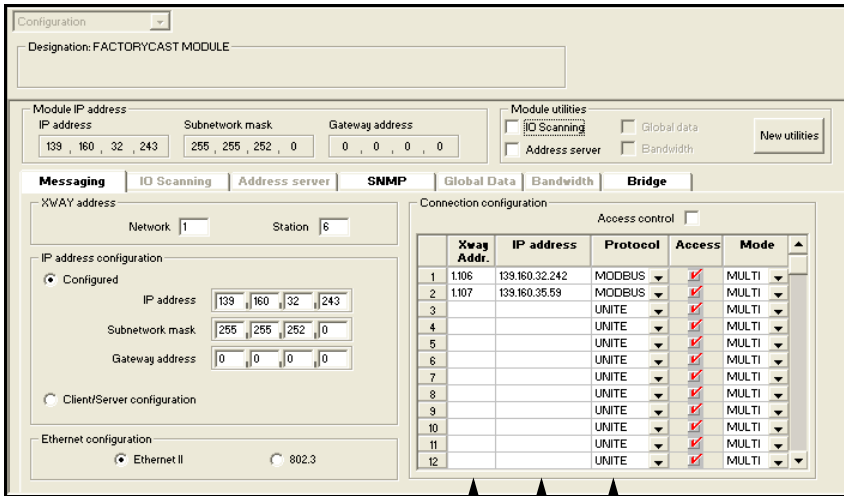 Configuration
Designation: FACTORYCAST MODULE
Module IP address
IP address Subnetwork mask Gateway address
139 , 160 , 32 , 243 255 , 255 , 252 , 0 0 , 0 , 0 , 0
Module utilities
IO Scanning Global data
Address server Bandwidth
New utilities
Messaging IO Scanning Address server SNMP Global Data Bandwidth Bridge
XWAY address
Network 1 Station 6
IP address configuration
Configured
IP address 139 , 160 , 32 , 243
Subnetwork mask 255 , 255 , 252 , 0
Gateway address 0 , 0 , 0 , 0
Client/Server configuration
Ethernet configuration
Ethernet II 802.3
Connection configuration
Access control
Xway Addr. IP address Protocol Access Mode
1 1.106 139.160.32.242 MODBUS MULTI
2 1.107 139.160.35.59 MODBUS MULTI
3 UNITE MULTI
4 UNITE MULTI
5 UNITE MULTI
6 UNITE MULTI
7 UNITE MULTI
8 UNITE MULTI
9 UNITE MULTI
10 UNITE MULTI
11 UNITE MULTI
12 UNITE MULTI